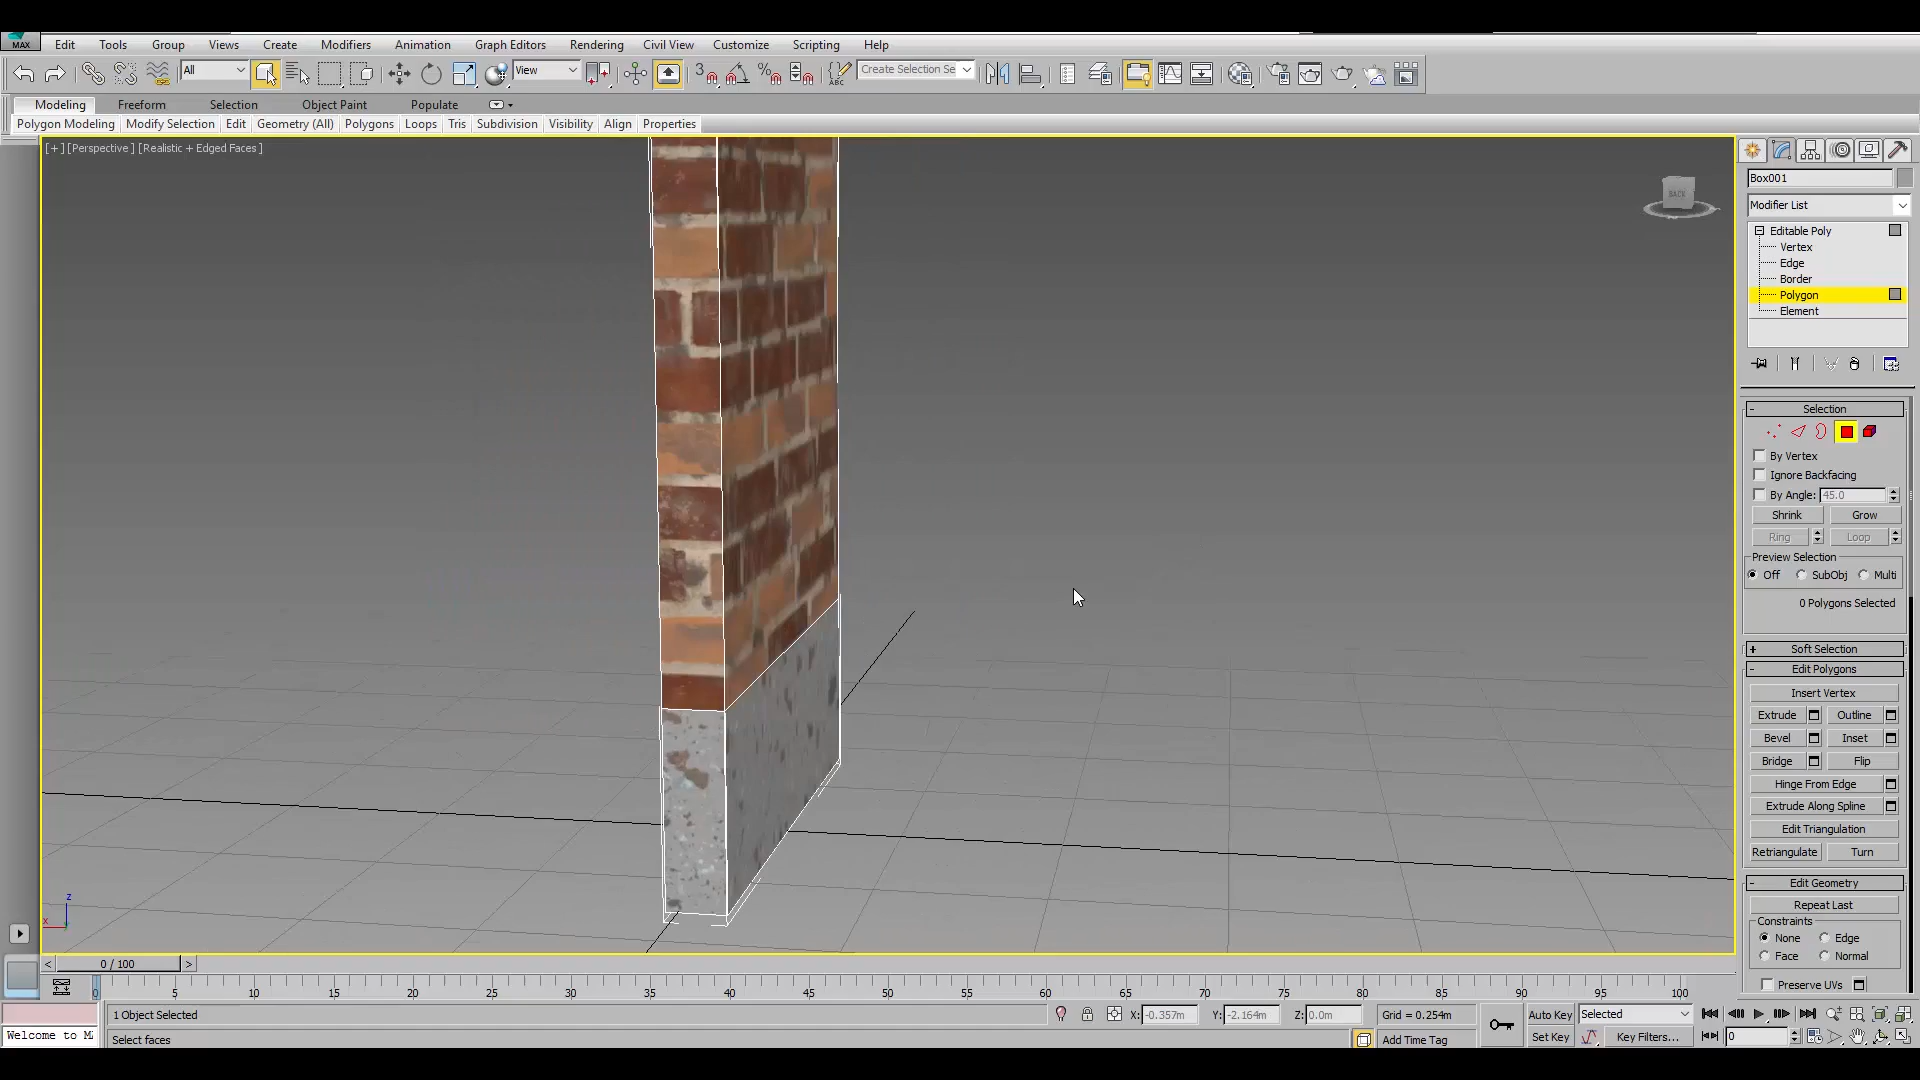 MAX
Edit Tools Group Views Create Modifiers Animation Graph Editors Rendering Civil View Customize Scripting Help
All View 3 % ABC Create Selection Se
Modeling Freeform Selection Object Paint Populate
Polygon Modeling Modify Selection Edit Geometry (All) Polygons Loops Tris Subdivision Visibility Align Properties
[+] [Perspective ] [Realistic + Edged Faces ]
BACK
Box001
Modifier List
Editable Poly
Vertex
Edge
Border
Polygon
Element
- Selection
By Vertex
Ignore Backfacing
By Angle: 45.0
Shrink Grow
Ring Loop
Preview Selection
Off SubObj Multi
0 Polygons Selected
+ Soft Selection
- Edit Polygons
Insert Vertex
Extrude Outline
Bevel Inset
Bridge Flip
Hinge From Edge
Extrude Along Spline
Edit Triangulation
Retriangulate Turn
- Edit Geometry
Repeat Last
Constraints
None Edge
Face Normal
Preserve UVs
z
x
< 0 / 100 >
0 5 10 15 20 25 30 35 40 45 50 55 60 65 70 75 80 85 90 95 100
1 Object Selected X: -0.357m Y: -2.164m Z: 0.0m Grid = 0.254m Auto Key Selected
Welcome to M
Select faces Add Time Tag Set Key Key Filters... 0